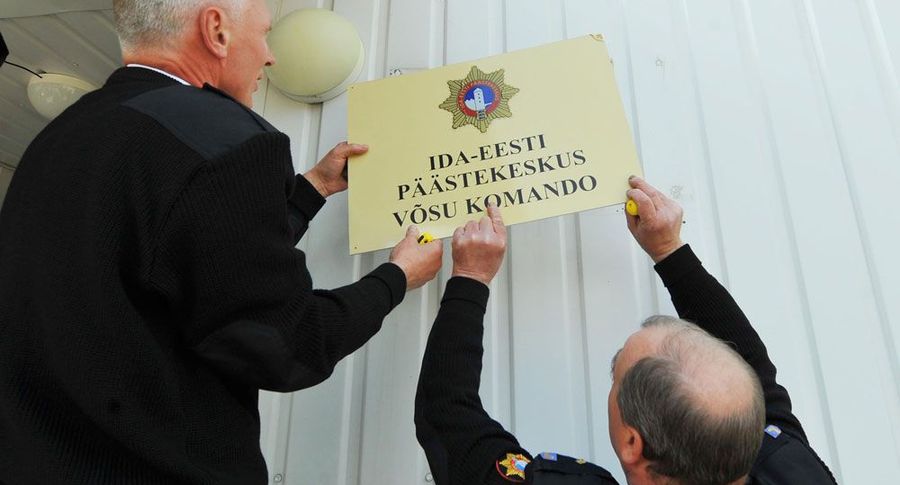 IDA-EESTI
PÄÄSTEKESKUS
VÕSU KOMANDO